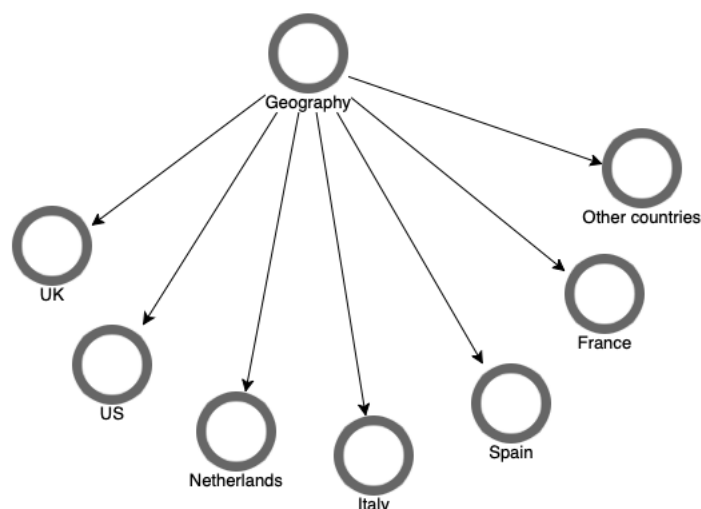 Geography
Other countries
UK
France
US
Spain
Netherlands
Italy